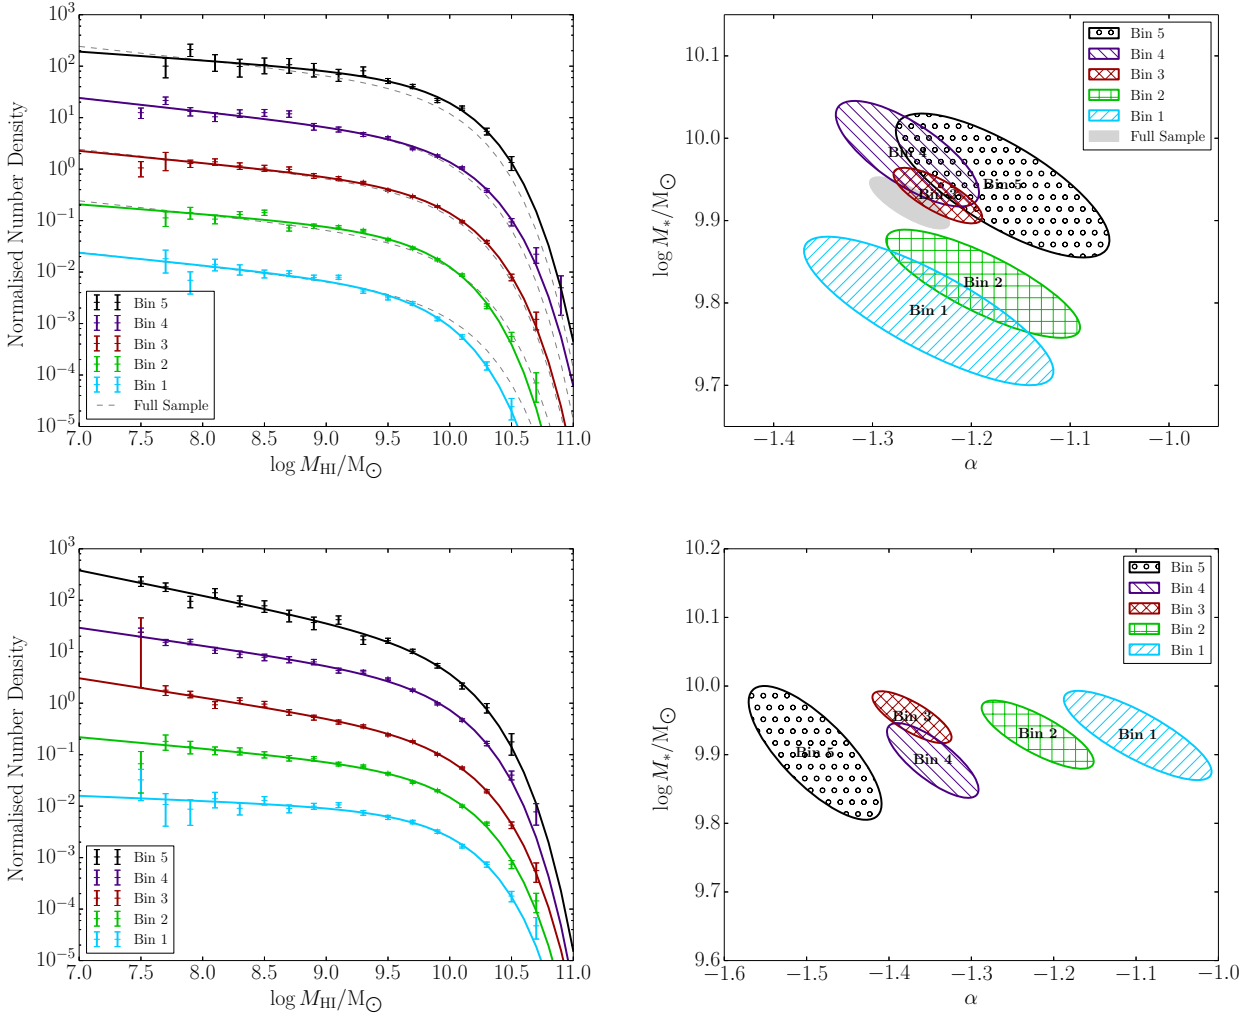 10³
10²
10¹
10⁰
10⁻¹
10⁻²
10⁻³
10⁻⁴
10⁻⁵
Normalised Number Density
Bin 5
Bin 4
Bin 3
Bin 2
Bin 1
Full Sample
7.0 7.5 8.0 8.5 9.0 9.5 10.0 10.5 11.0
log M_HI/M⊙
10.1
10.0
9.9
9.8
9.7
log M*/M⊙
Bin 5
Bin 4
Bin 3
Bin 2
Bin 1
Full Sample
Bin 4
Bin 5
Bin 3
Bin 2
Bin 1
−1.4 −1.3 −1.2 −1.1 −1.0
α
10³
10²
10¹
10⁰
10⁻¹
10⁻²
10⁻³
10⁻⁴
10⁻⁵
Normalised Number Density
Bin 5
Bin 4
Bin 3
Bin 2
Bin 1
7.0 7.5 8.0 8.5 9.0 9.5 10.0 10.5 11.0
log M_HI/M⊙
10.2
10.1
10.0
9.9
9.8
9.7
9.6
log M*/M⊙
Bin 5
Bin 4
Bin 3
Bin 2
Bin 1
Bin 3
Bin 2
Bin 1
Bin 5
Bin 4
−1.6 −1.5 −1.4 −1.3 −1.2 −1.1 −1.0
α